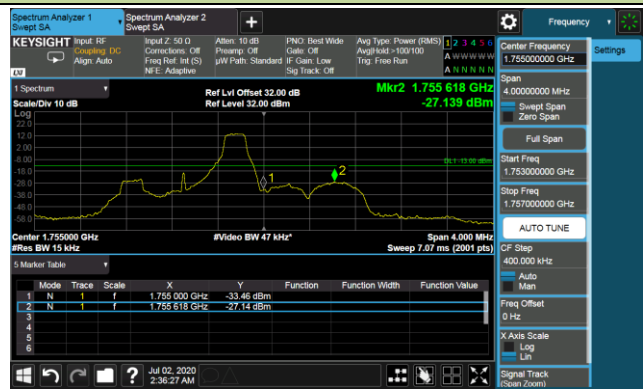 Spectrum Analyzer 1
Swept SA
Spectrum Analyzer 2
Swept SA
+
Frequency
KEYSIGHT
Input: RF
Coupling: DC
Align: Auto
Input Z: 50 Ω
Corrections: Off
Freq Ref: Int (S)
NFE: Adaptive
Atten: 10 dB
Preamp: Off
µW Path: Standard
PNO: Best Wide
Gate: Off
IF Gain: Low
Sig Track: Off
Avg Type: Power (RMS)
Avg|Hold >100/100
Trig: Free Run
1 2 3 4 5 6
A W W W W W
A N N N N N
LXI
1 Spectrum
Scale/Div 10 dB
Ref Lvl Offset 32.00 dB
Ref Level 32.00 dBm
Mkr2 1.755 618 GHz
-27.139 dBm
Log
22.0
12.0
2.00
-8.00
-18.0
-28.0
-38.0
-48.0
-58.0
DL1 -13.00 dBm
1
2
Center 1.755000 GHz
#Res BW 15 kHz
#Video BW 47 kHz*
Span 4.000 MHz
Sweep 7.07 ms (2001 pts)
5 Marker Table
Mode Trace Scale X Y Function Function Width Function Value
1 N 1 f 1.755 000 GHz -33.46 dBm
2 N 1 f 1.755 618 GHz -27.14 dBm
3
4
5
6
Jul 02, 2020
2:36:27 AM
?
Center Frequency
1.755000000 GHz
Settings
Span
4.00000000 MHz
Swept Span
Zero Span
Full Span
Start Freq
1.753000000 GHz
Stop Freq
1.757000000 GHz
AUTO TUNE
CF Step
400.000 kHz
Auto
Man
Freq Offset
0 Hz
X Axis Scale
Log
Lin
Signal Track
(Span Zoom)